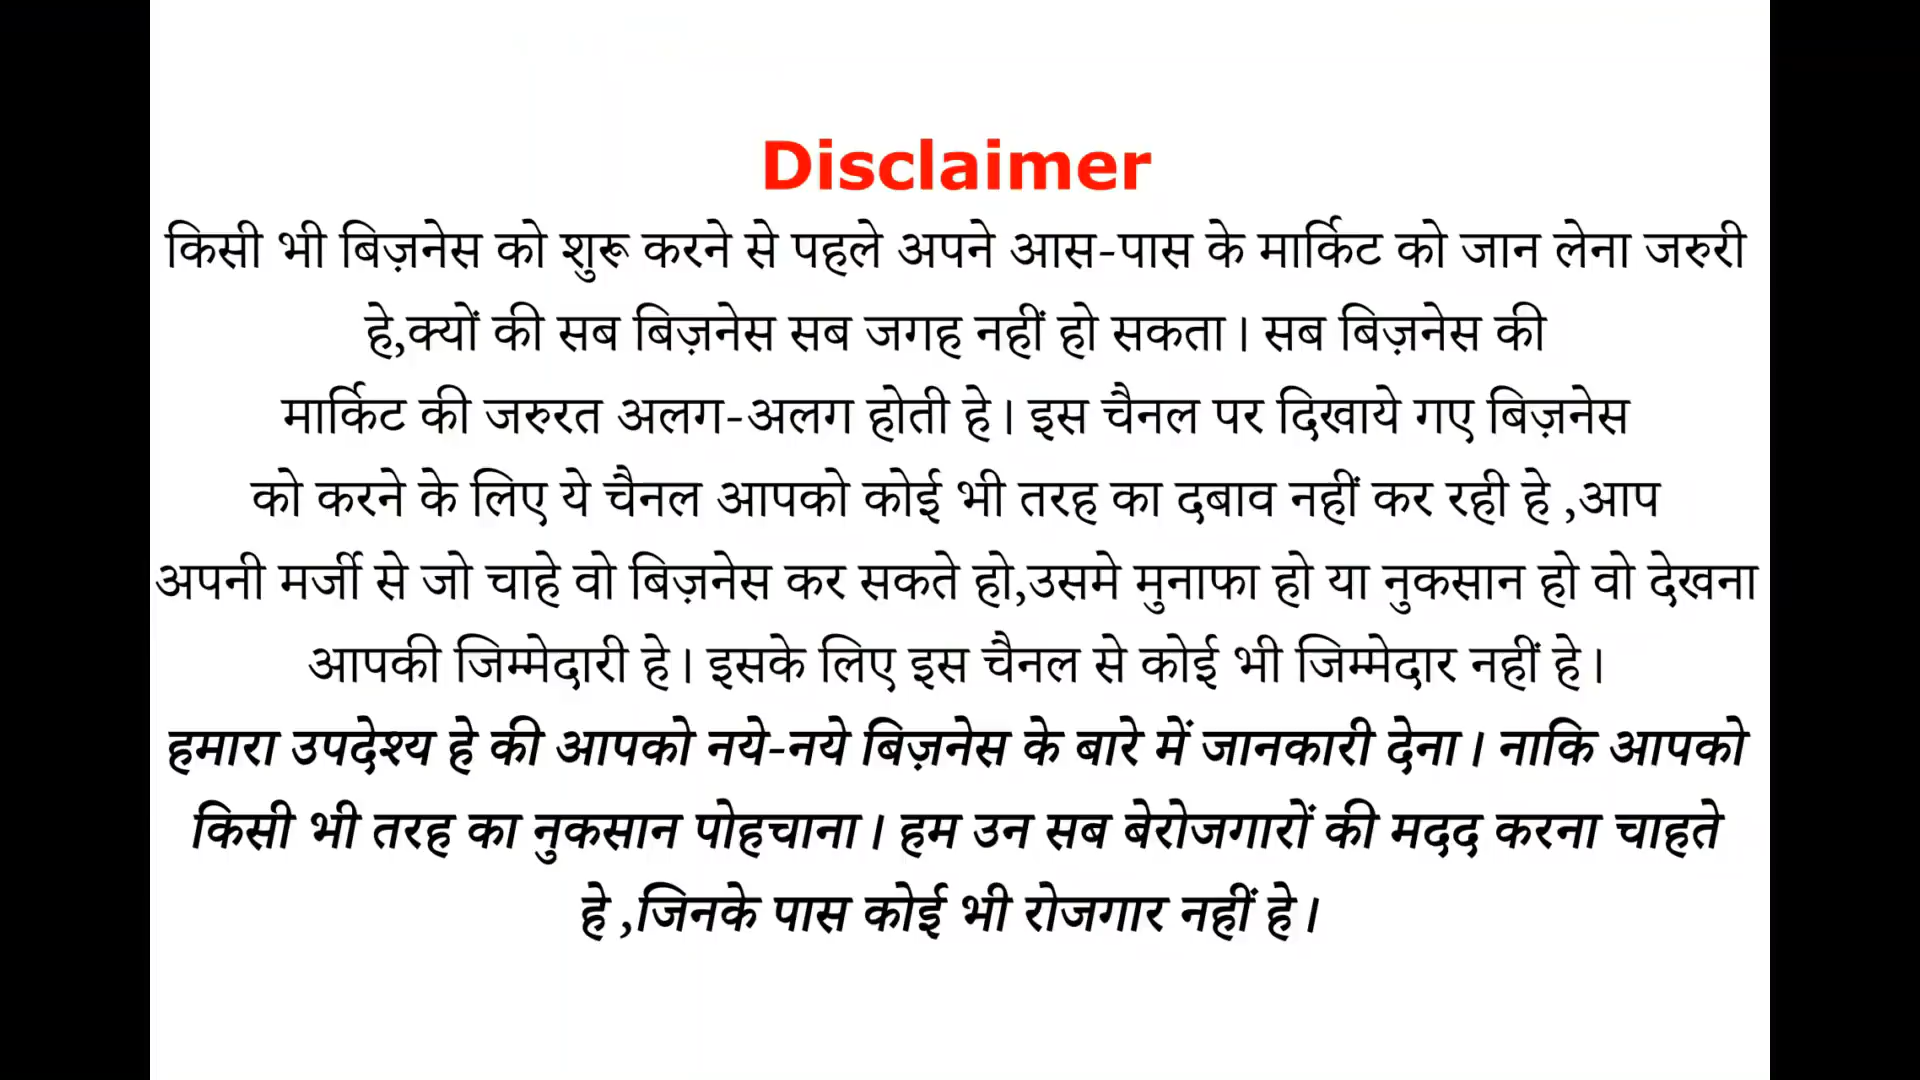 Disclaimer
किसी भी बिज़नेस को शुरू करने से पहले अपने आस-पास के मार्किट को जान लेना जरुरी
हे,क्यों की सब बिज़नेस सब जगह नहीं हो सकता। सब बिज़नेस की
मार्किट की जरुरत अलग-अलग होती हे। इस चैनल पर दिखाये गए बिज़नेस
को करने के लिए ये चैनल आपको कोई भी तरह का दबाव नहीं कर रही हे ,आप
अपनी मर्जी से जो चाहे वो बिज़नेस कर सकते हो,उसमे मुनाफा हो या नुकसान हो वो देखना
आपकी जिम्मेदारी हे। इसके लिए इस चैनल से कोई भी जिम्मेदार नहीं हे।
हमारा उपदेश्य हे की आपको नये-नये बिज़नेस के बारे में जानकारी देना। नाकि आपको
किसी भी तरह का नुकसान पोहचाना। हम उन सब बेरोजगारों की मदद करना चाहते
हे ,जिनके पास कोई भी रोजगार नहीं हे।